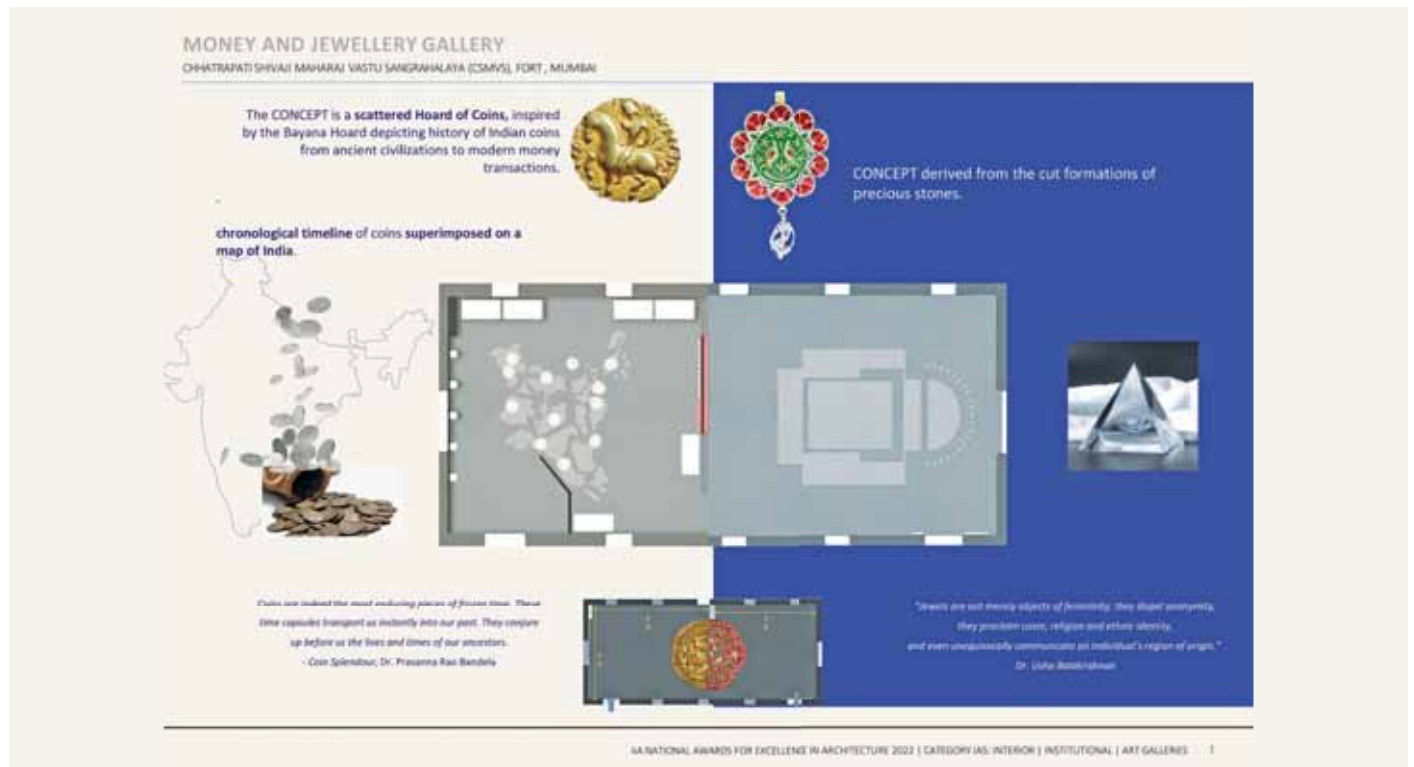 MONEY AND JEWELLERY GALLERY
CHHATRAPATI SHIVAJI MAHARAJ VASTU SANGRAHALAYA (CSMVS), FORT , MUMBAI
The CONCEPT is a scattered Hoard of Coins, inspired
by the Bayana Hoard depicting history of Indian coins
from ancient civilizations to modern money
transactions.
chronological timeline of coins superimposed on a
map of India.
CONCEPT derived from the cut formations of
precious stones.
Coins are indeed the most enduring pieces of frozen time. These
time capsules transport us instantly into our past. They conjure
up before us the lives and times of our ancestors.
- Coin Splendour, Dr. Prasanna Rao Bandela
"Jewels are not merely objects of femininity, they dispel anonymity,
they proclaim caste, religion and ethnic identity,
and even unequivocally communicate an individual's region of origin."
Dr. Usha Balakrishnan
IIA NATIONAL AWARDS FOR EXCELLENCE IN ARCHITECTURE 2022 | CATEGORY IAS: INTERIOR | INSTITUTIONAL | ART GALLERIES 1